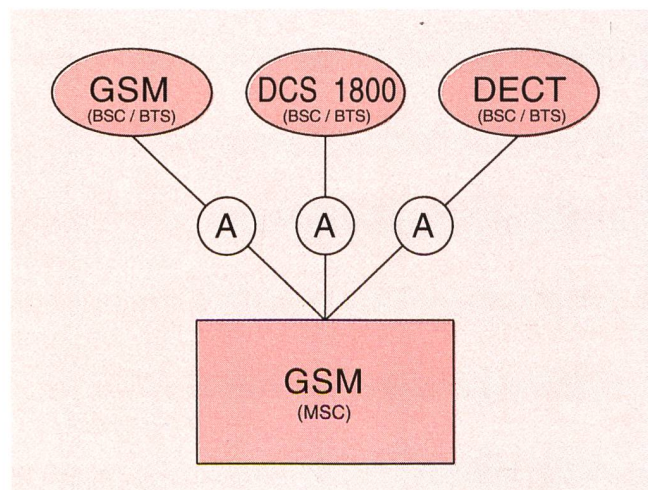 GSM
(BSC / BTS)
DCS 1800
(BSC / BTS)
DECT
(BSC / BTS)
A
A
A
GSM
(MSC)